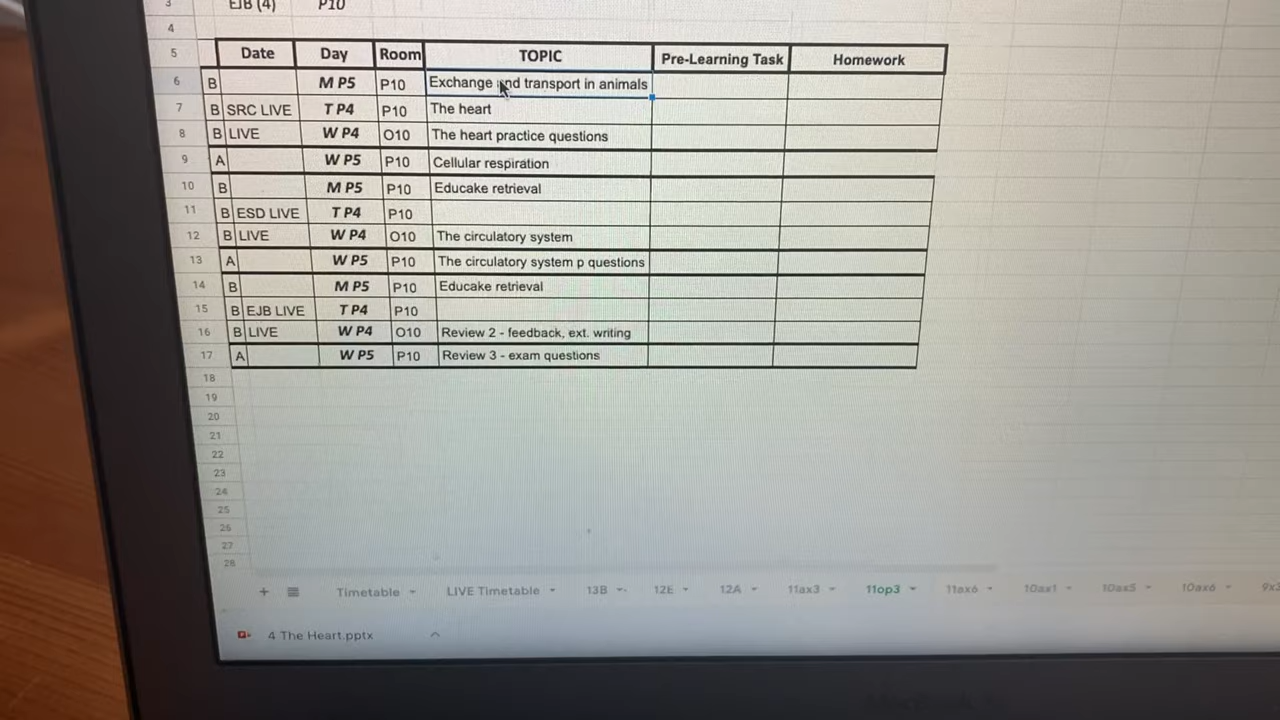 3 EJB (4) P10
4
5 Date Day Room TOPIC Pre-Learning Task Homework
6 B M P5 P10 Exchange and transport in animals
7 B SRC LIVE T P4 P10 The heart
8 B LIVE W P4 O10 The heart practice questions
9 A W P5 P10 Cellular respiration
10 B M P5 P10 Educake retrieval
11 B ESD LIVE T P4 P10
12 B LIVE W P4 O10 The circulatory system
13 A W P5 P10 The circulatory system p questions
14 B M P5 P10 Educake retrieval
15 B EJB LIVE T P4 P10
16 B LIVE W P4 O10 Review 2 - feedback, ext. writing
17 A W P5 P10 Review 3 - exam questions
18
19
20
21
22
23
24
25
26
27
28
+ Timetable LIVE Timetable 13B 12E 12A 11ax3 11op3 11ax6 10ax1 10ax5 10ax6
4 The Heart.pptx